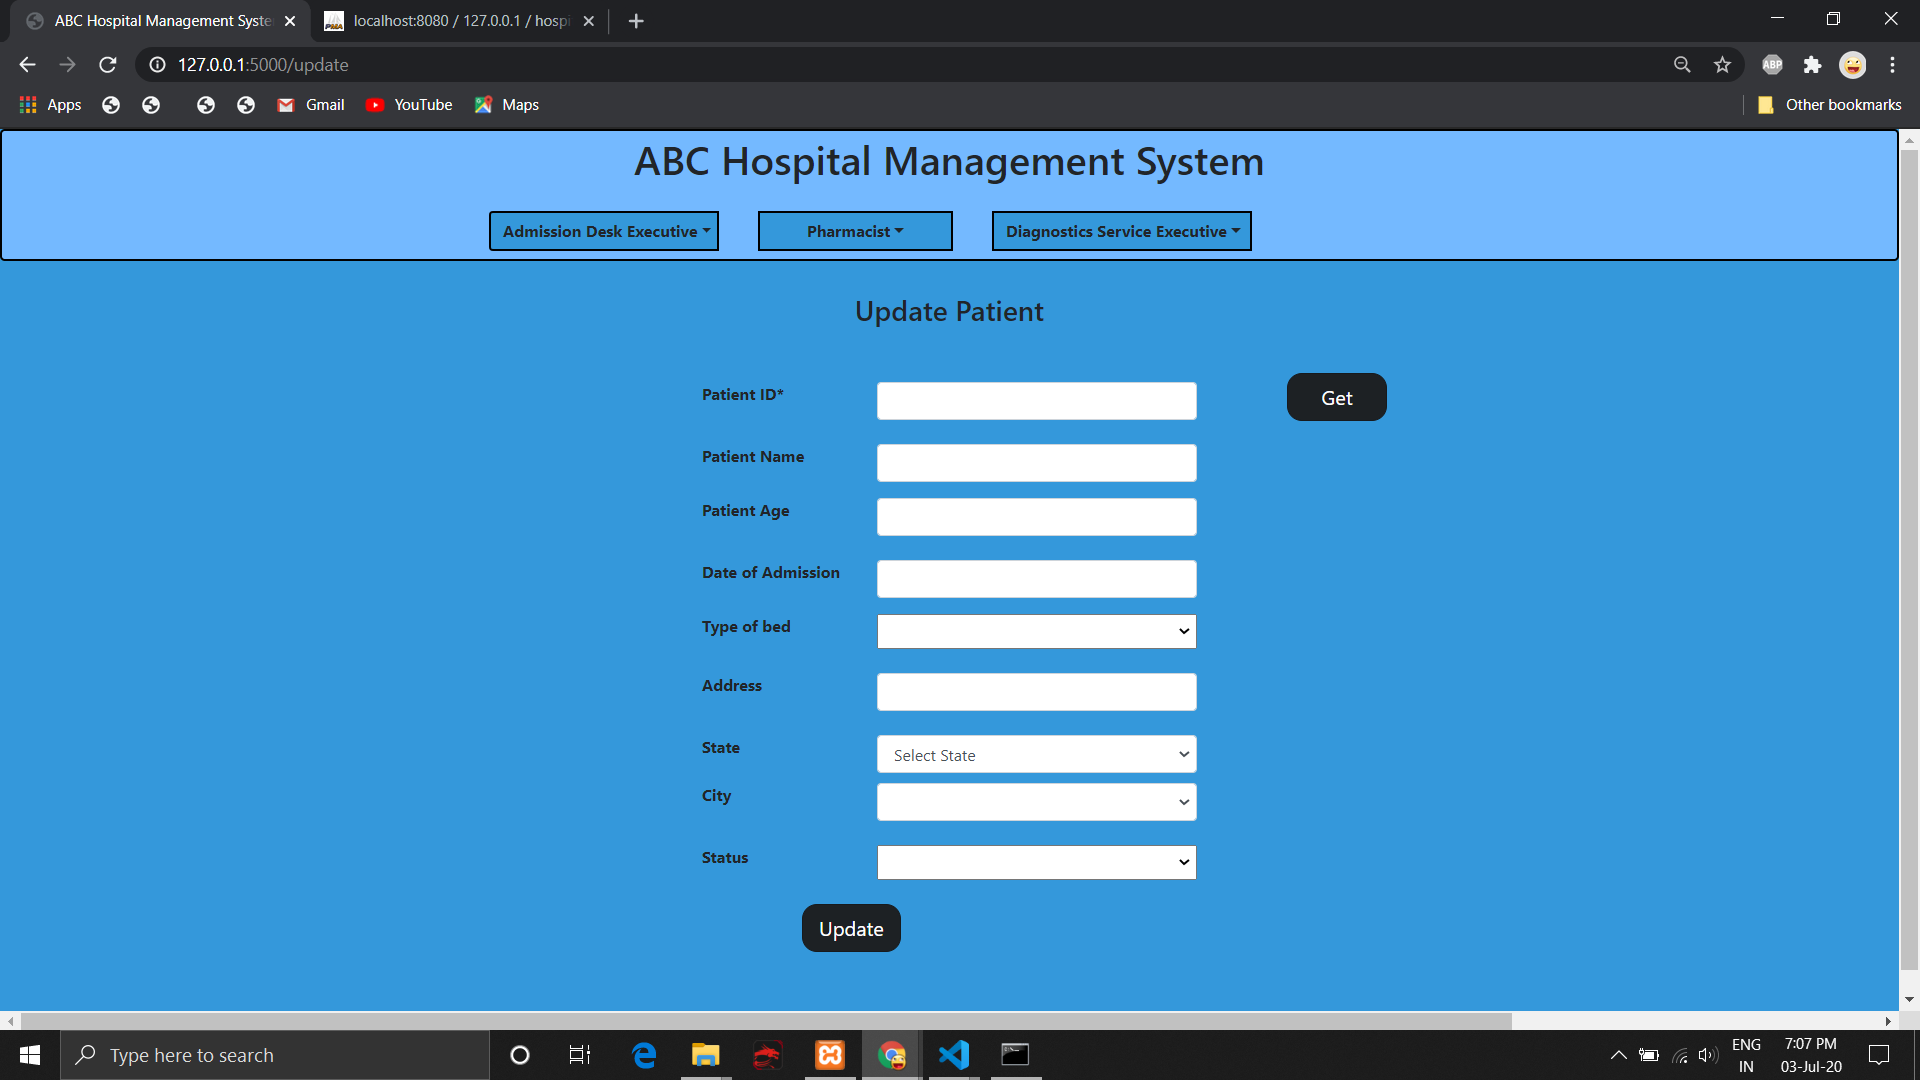 ABC Hospital Management Syste
localhost:8080 / 127.0.0.1 / hospi
127.0.0.1:5000/update
ABP
Apps
Gmail
YouTube
Maps
Other bookmarks
ABC Hospital Management System
Admission Desk Executive
Pharmacist
Diagnostics Service Executive
Update Patient
Patient ID*
Get
Patient Name
Patient Age
Date of Admission
Type of bed
Address
State
Select State
City
Status
Update
Type here to search
ENG
IN
7:07 PM
03-Jul-20